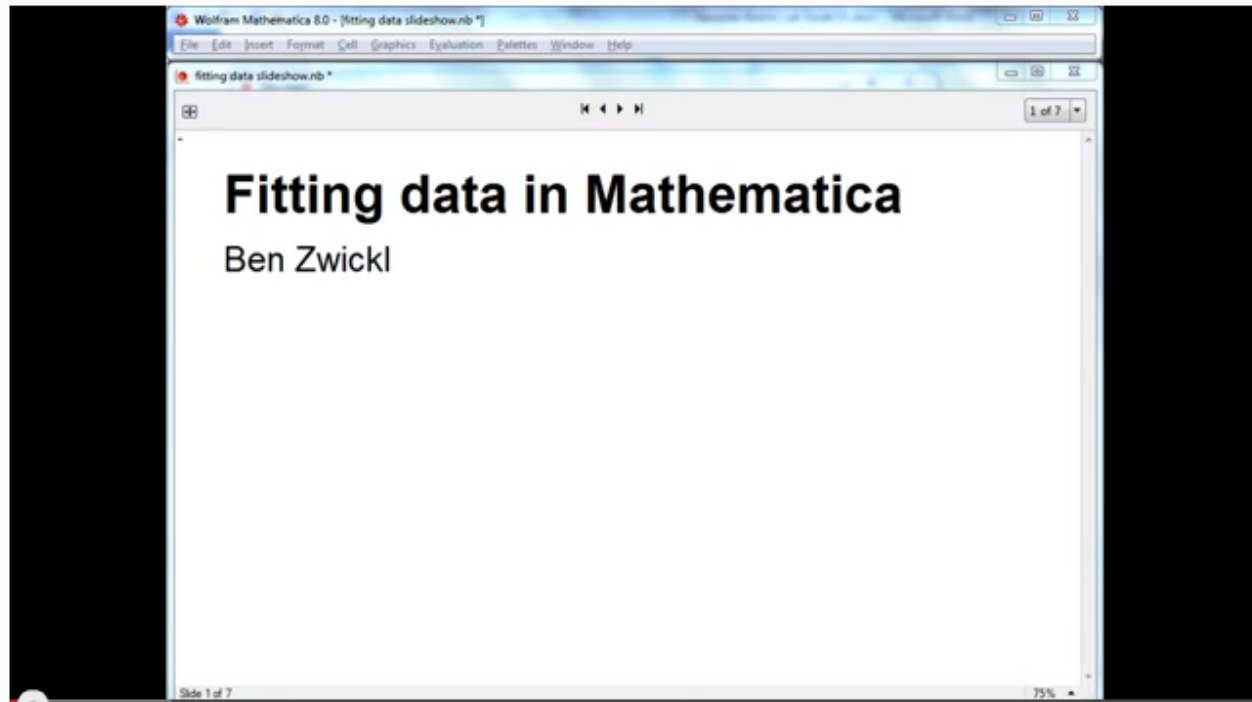 Wolfram Mathematica 8.0 - [fitting data slideshow.nb *]
File Edit Insert Format Cell Graphics Evaluation Palettes Window Help
fitting data slideshow.nb *
1 of 7
Fitting data in Mathematica
Ben Zwickl
Slide 1 of 7
75%